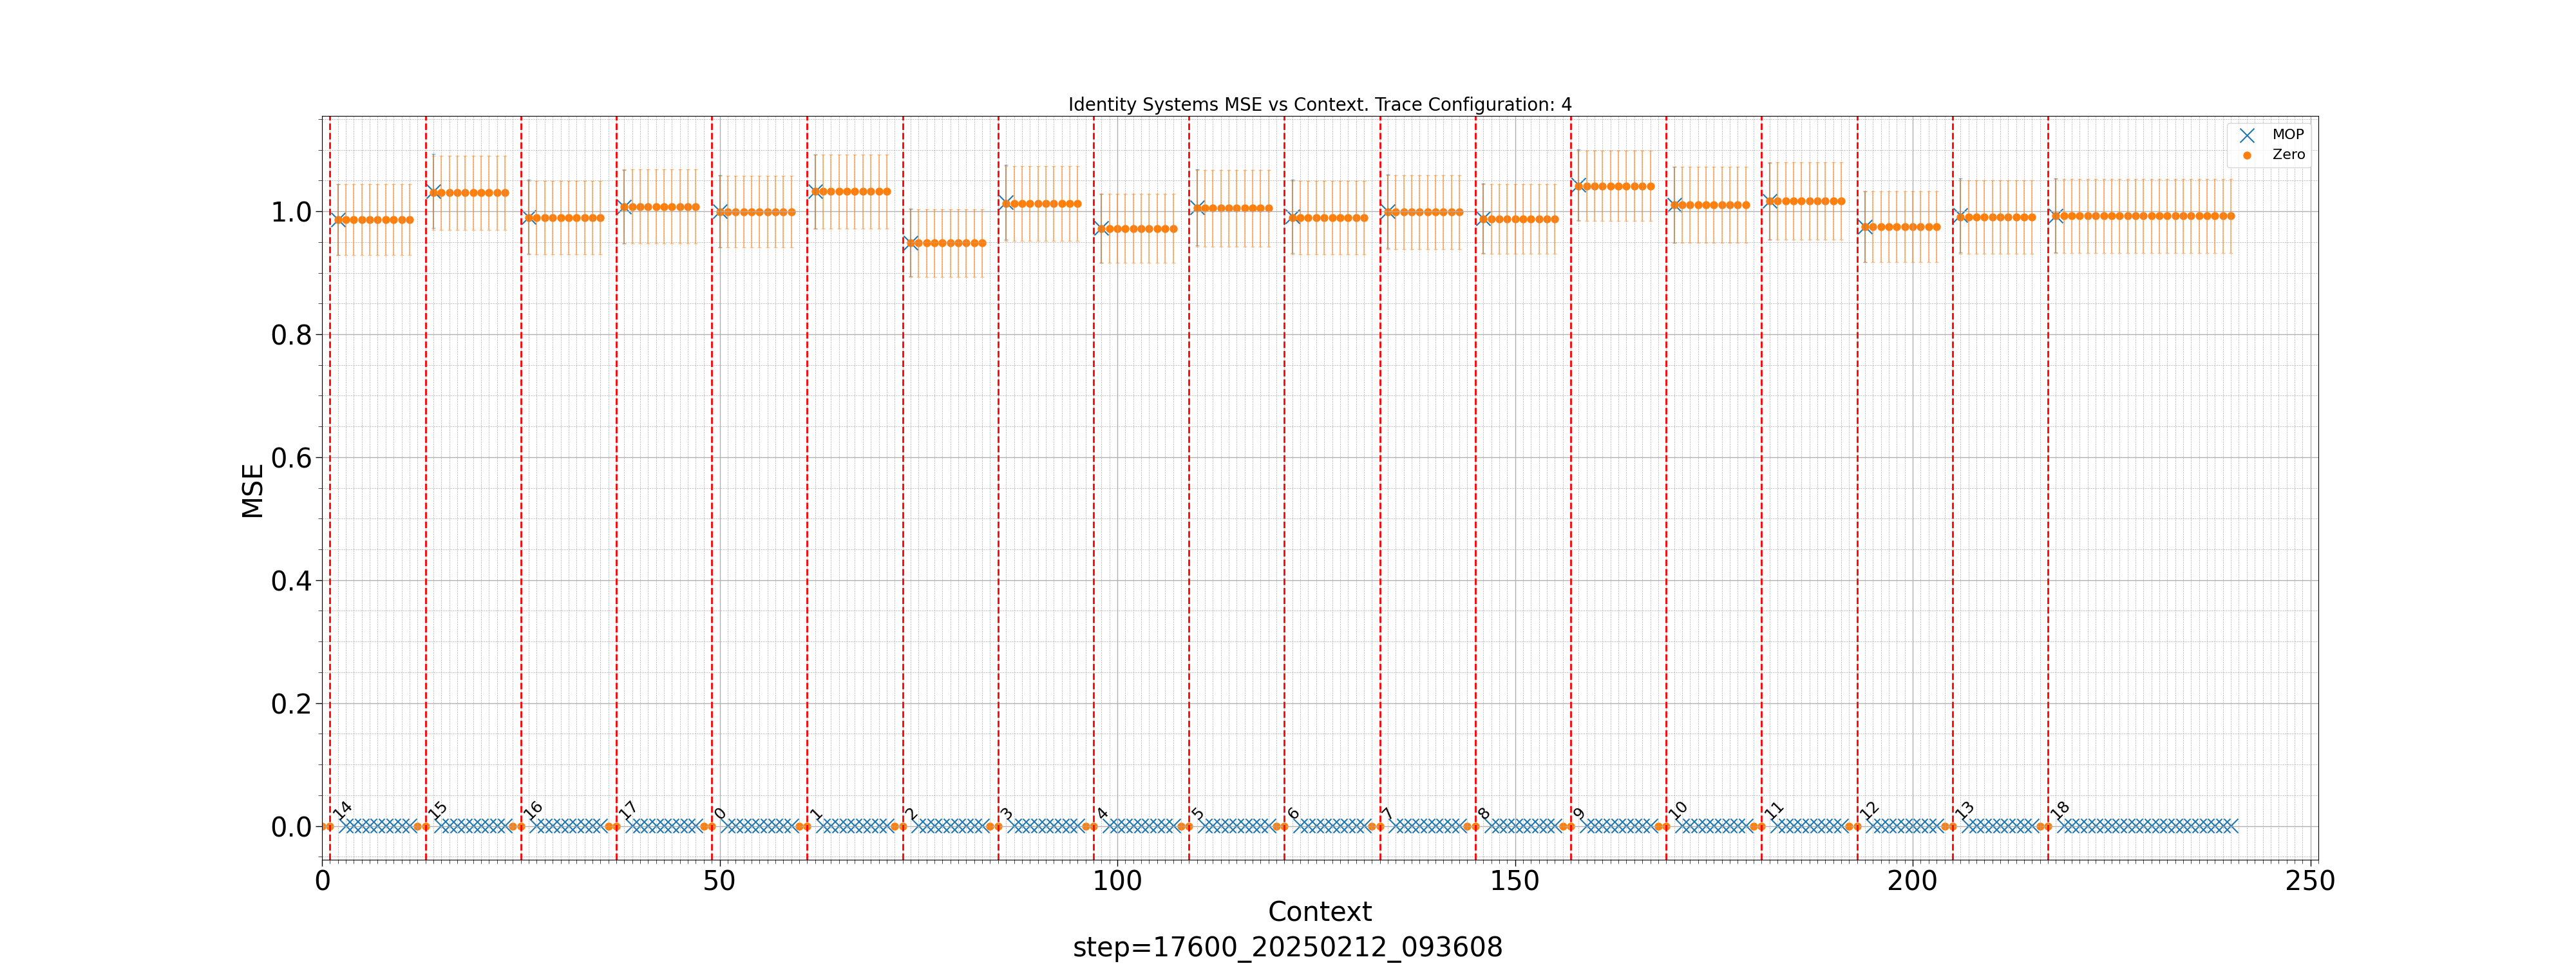 Identity Systems MSE vs Context. Trace Configuration: 4
MOP
Zero
MSE
1.0
0.8
0.6
0.4
0.2
0.0
14 15 16 17 0 1 2 3 4 5 6 7 8 9 10 11 12 13 18
0 50 100 150 200 250
Context
step=17600_20250212_093608